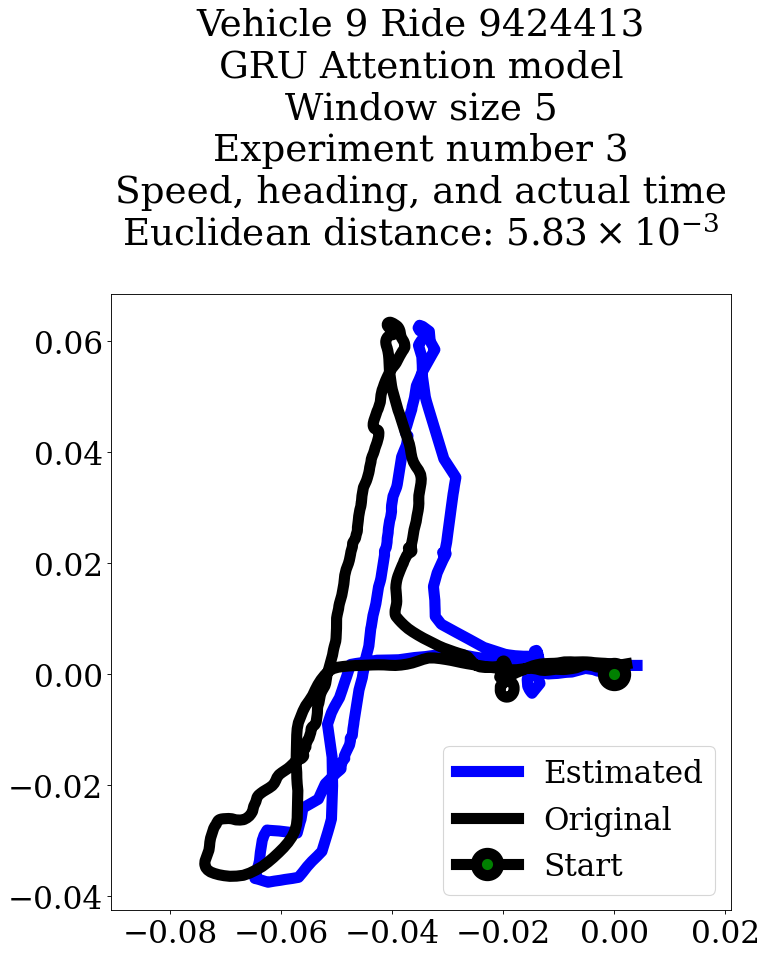 Vehicle 9 Ride 9424413
GRU Attention model
Window size 5
Experiment number 3
Speed, heading, and actual time
Euclidean distance: 5.83 × 10⁻³
0.06
0.04
0.02
0.00
−0.02
−0.04
Estimated
Original
Start
−0.08 −0.06 −0.04 −0.02 0.00 0.02